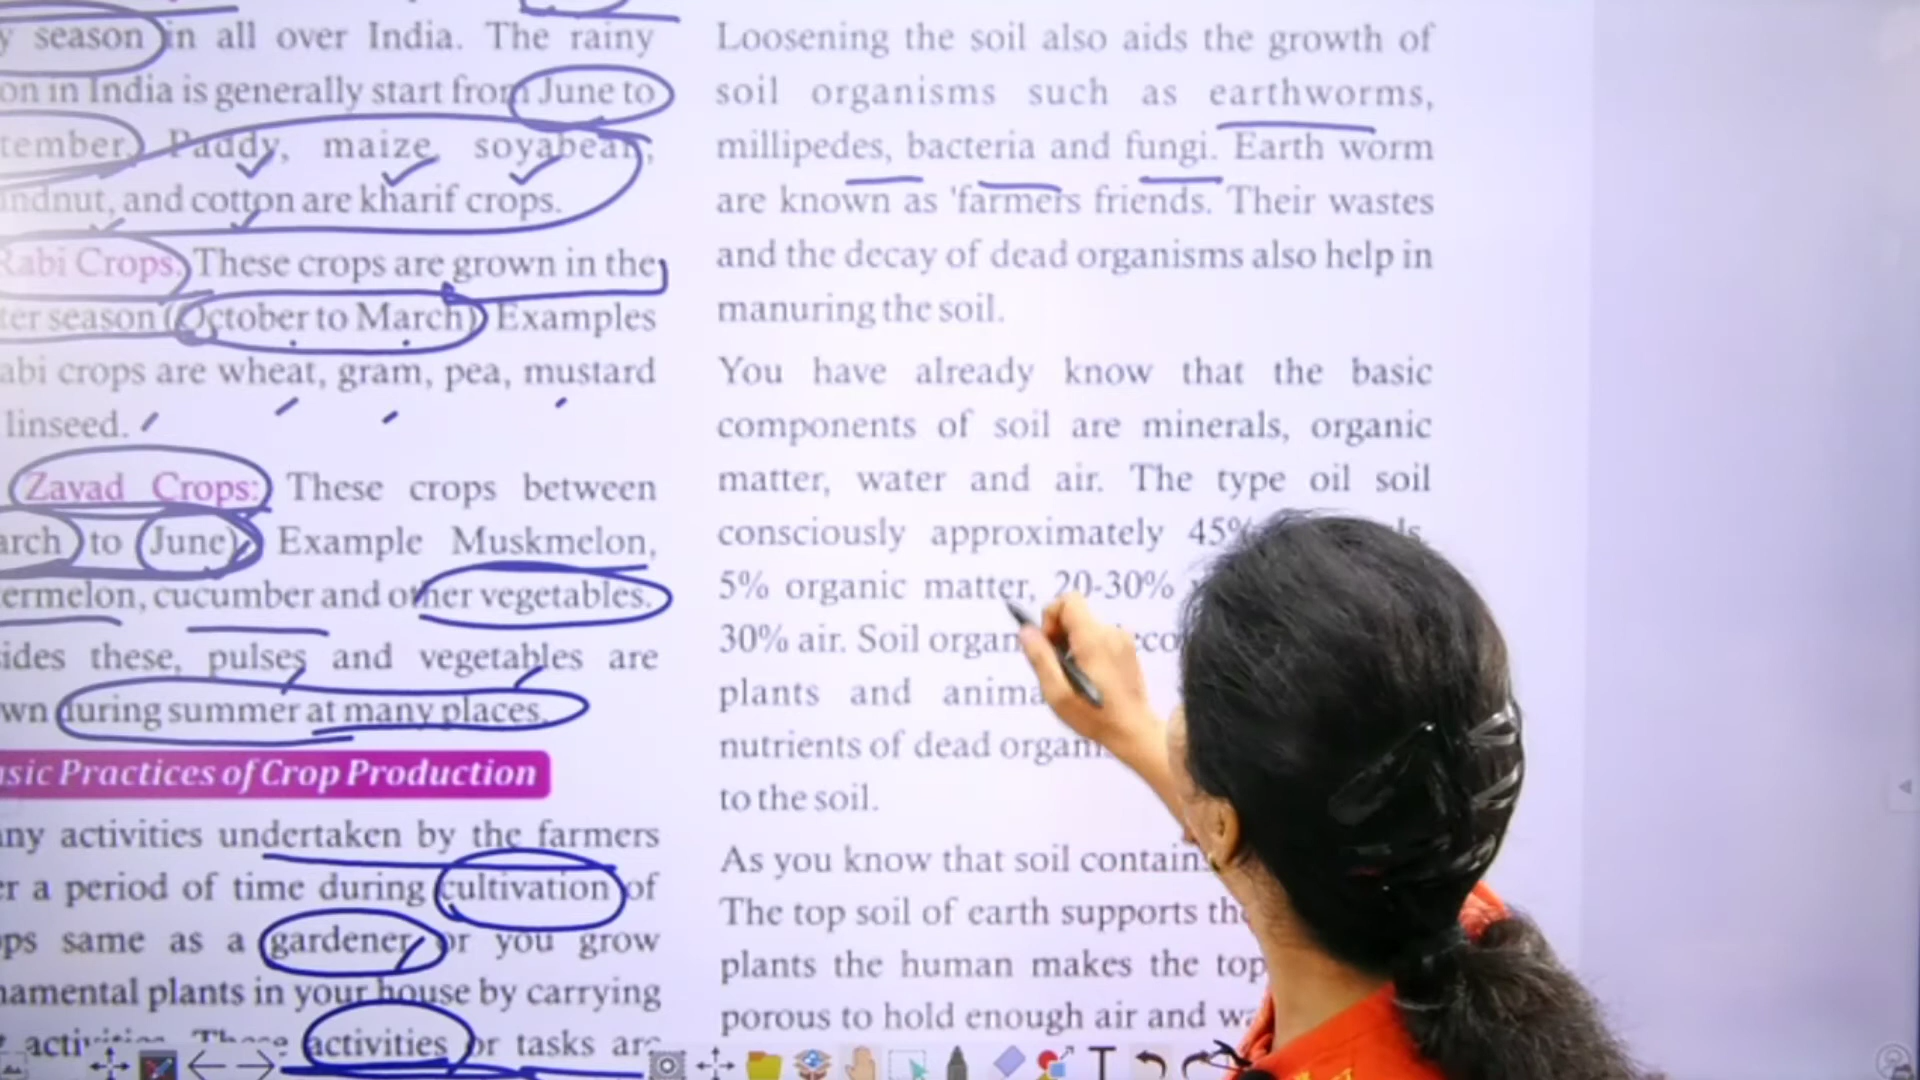 y season in all over India. The rainy
on in India is generally start from June to
tember. Paddy, maize, soyabean,
ndnut, and cotton are kharif crops.
Rabi Crops: These crops are grown in the
ter season (October to March) Examples
abi crops are wheat, gram, pea, mustard
linseed.
Zavad Crops: These crops between
arch to June) Example Muskmelon,
ermelon, cucumber and other vegetables.
ides these, pulses and vegetables are
wn during summer at many places.
sic Practices of Crop Production
ny activities undertaken by the farmers
er a period of time during cultivation of
ps same as a gardener or you grow
namental plants in your house by carrying
activities. These activities or tasks are
Loosening the soil also aids the growth of
soil organisms such as earthworms,
millipedes, bacteria and fungi. Earth worm
are known as 'farmers friends. Their wastes
and the decay of dead organisms also help in
manuring the soil.
You have already know that the basic
components of soil are minerals, organic
matter, water and air. The type oil soil
consciously approximately 45%
5% organic matter, 20-30%
30% air. Soil organ
plants and anima
nutrients of dead organ
to the soil.
As you know that soil contain
The top soil of earth supports the
plants the human makes the top
porous to hold enough air and wa